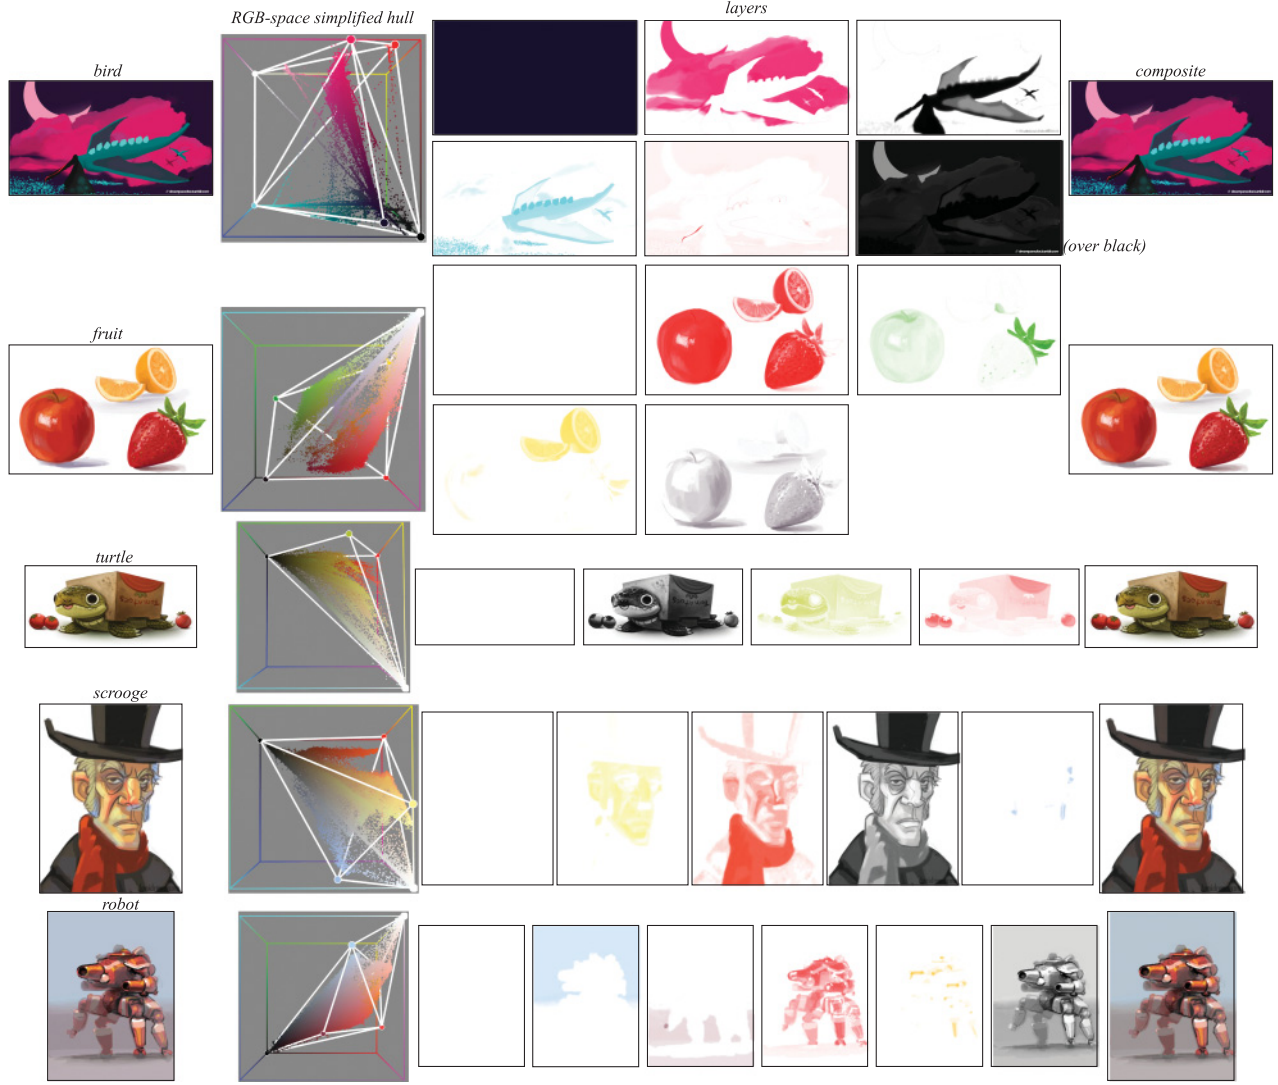 RGB-space simplified hull
layers
bird
composite
(over black)
fruit
turtle
scrooge
robot